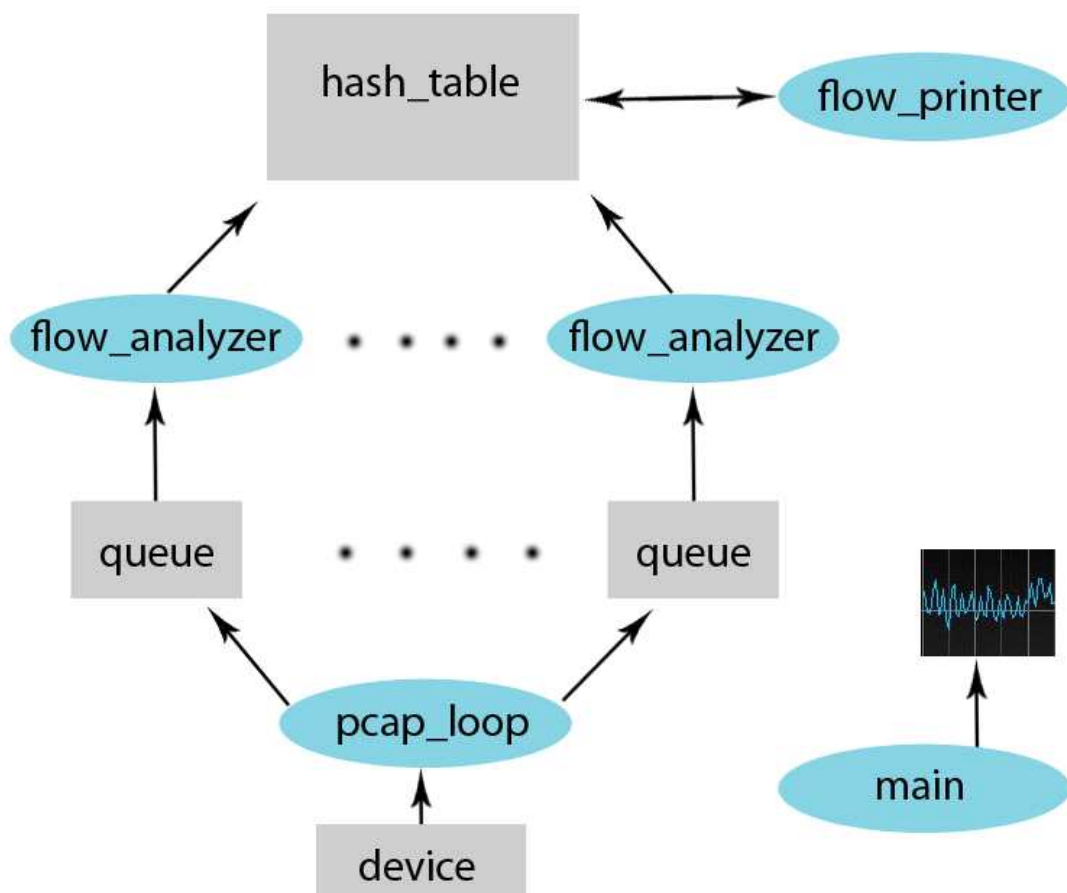 hash_table
flow_printer
flow_analyzer
flow_analyzer
queue
queue
pcap_loop
main
device